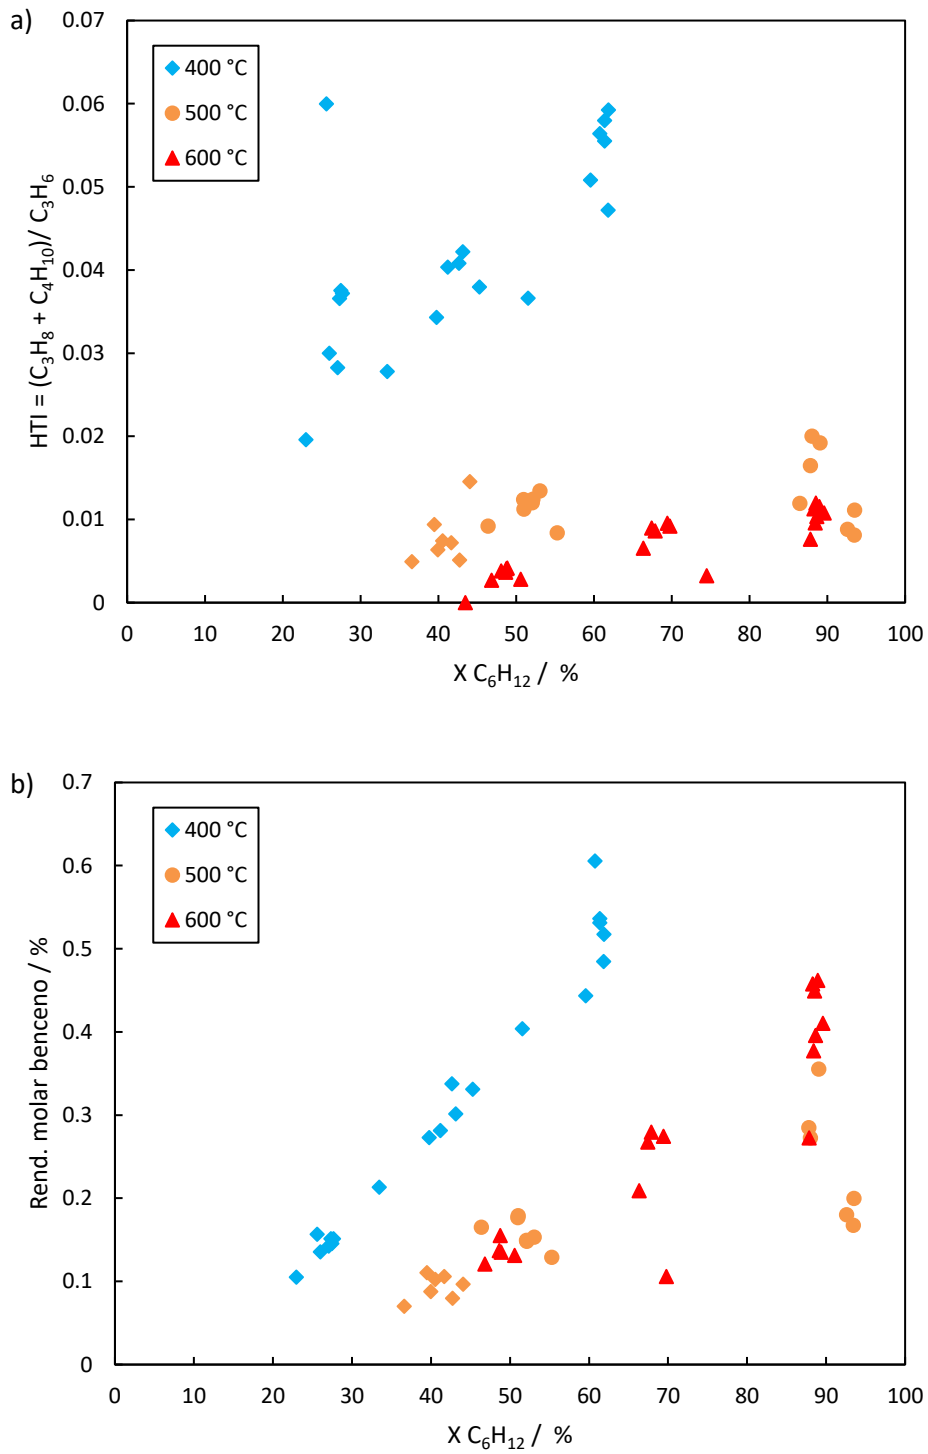 a)
0.07
0.06
0.05
0.04
0.03
0.02
0.01
0
HTI = (C₃H₈ + C₄H₁₀)/ C₃H₆
400 °C
500 °C
600 °C
0 10 20 30 40 50 60 70 80 90 100
X C₆H₁₂ / %
b)
0.7
0.6
0.5
0.4
0.3
0.2
0.1
0
Rend. molar benceno / %
400 °C
500 °C
600 °C
0 10 20 30 40 50 60 70 80 90 100
X C₆H₁₂ / %